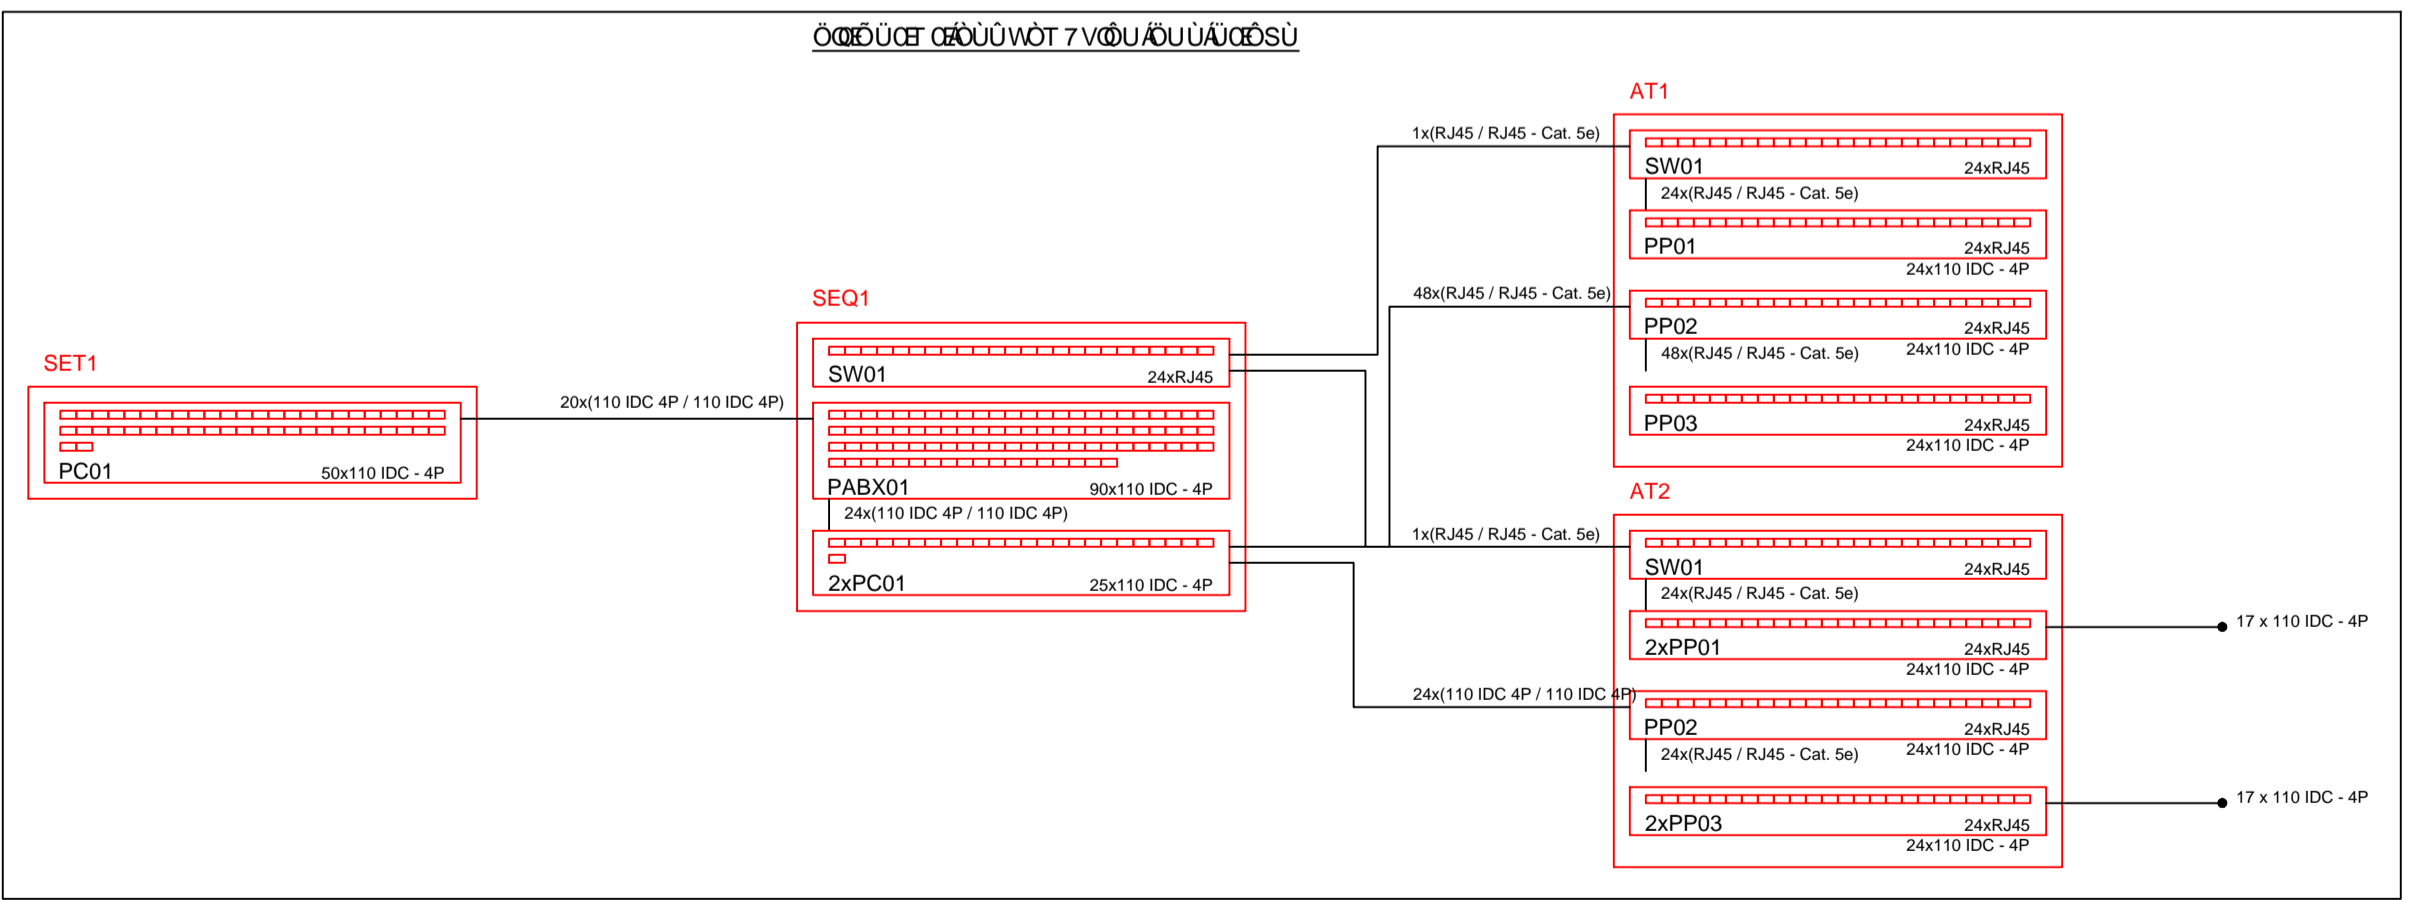 AT1
1x(RJ45 / RJ45 - Cat. 5e)
SW01
24xRJ45
24x(RJ45 / RJ45 - Cat. 5e)
PP01
24xRJ45
24x110 IDC - 4P
48x(RJ45 / RJ45 - Cat. 5e)
PP02
24xRJ45
24x110 IDC - 4P
48x(RJ45 / RJ45 - Cat. 5e)
PP03
24xRJ45
24x110 IDC - 4P
SEQ1
SW01
24xRJ45
PABX01
90x110 IDC - 4P
24x(110 IDC 4P / 110 IDC 4P)
2xPC01
25x110 IDC - 4P
SET1
20x(110 IDC 4P / 110 IDC 4P)
PC01
50x110 IDC - 4P
AT2
1x(RJ45 / RJ45 - Cat. 5e)
SW01
24xRJ45
24x(RJ45 / RJ45 - Cat. 5e)
2xPP01
24xRJ45
24x110 IDC - 4P
17 x 110 IDC - 4P
24x(110 IDC 4P / 110 IDC 4P)
PP02
24xRJ45
24x110 IDC - 4P
24x(RJ45 / RJ45 - Cat. 5e)
2xPP03
24xRJ45
24x110 IDC - 4P
17 x 110 IDC - 4P